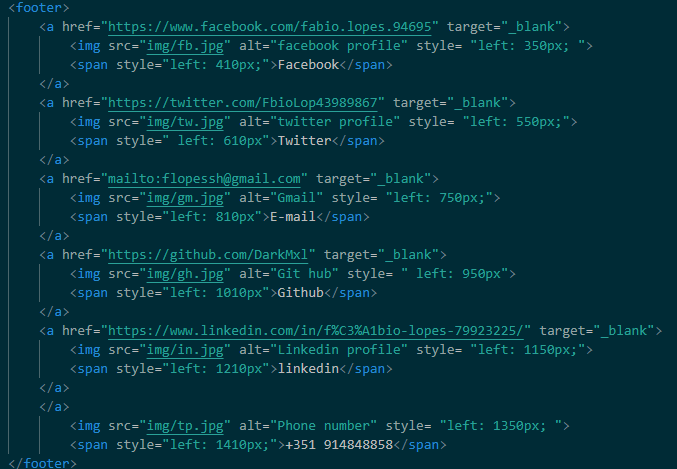 <footer>
<a href="https://www.facebook.com/fabio.lopes.94695" target="_blank">
<img src="img/fb.jpg" alt="facebook profile" style= "left: 350px; ">
<span style="left: 410px;">Facebook</span>
</a>
<a href="https://twitter.com/FbioLop43989867" target="_blank">
<img src="img/tw.jpg" alt="twitter profile" style= "left: 550px;">
<span style=" left: 610px">Twitter</span>
</a>
<a href="mailto:flopessh@gmail.com" target="_blank">
<img src="img/gm.jpg" alt="Gmail" style= "left: 750px;">
<span style="left: 810px">E-mail</span>
</a>
<a href="https://github.com/DarkMxl" target="_blank">
<img src="img/gh.jpg" alt="Git hub" style= " left: 950px">
<span style="left: 1010px">Github</span>
</a>
<a href="https://www.linkedin.com/in/f%C3%A1bio-lopes-79923225/" target="_blank">
<img src="img/in.jpg" alt="Linkedin profile" style= "left: 1150px;">
<span style="left: 1210px">linkedin</span>
</a>
</a>
<img src="img/tp.jpg" alt="Phone number" style= "left: 1350px; ">
<span style="left: 1410px;">+351 914848858</span>
</footer>